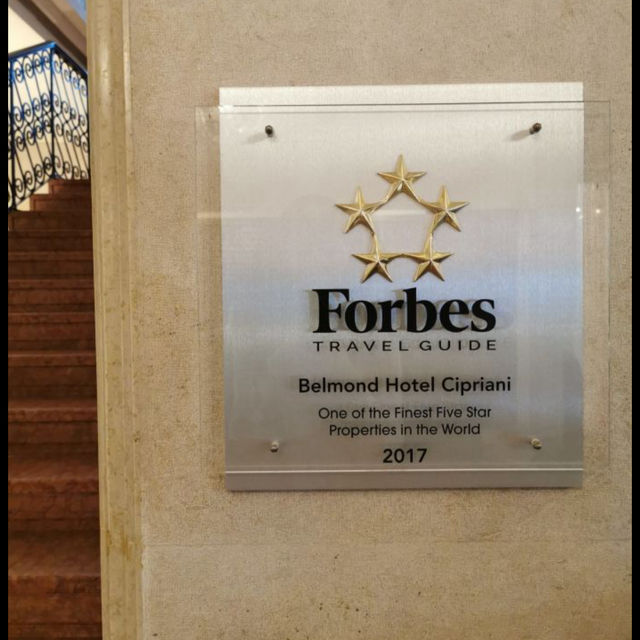 Forbes
TRAVEL GUIDE
Belmond Hotel Cipriani
One of the Finest Five Star
Properties in the World
2017